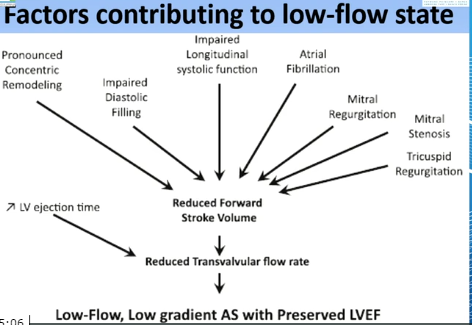 Factors contributing to low-flow state
Pronounced
Concentric
Remodeling
Impaired
Diastolic
Filling
Impaired
Longitudinal
systolic function
Atrial
Fibrillation
Mitral
Regurgitation
Mitral
Stenosis
Tricuspid
Regurgitation
Reduced Forward
Stroke Volume
↗ LV ejection time
Reduced Transvalvular flow rate
Low-Flow, Low gradient AS with Preserved LVEF
5:06